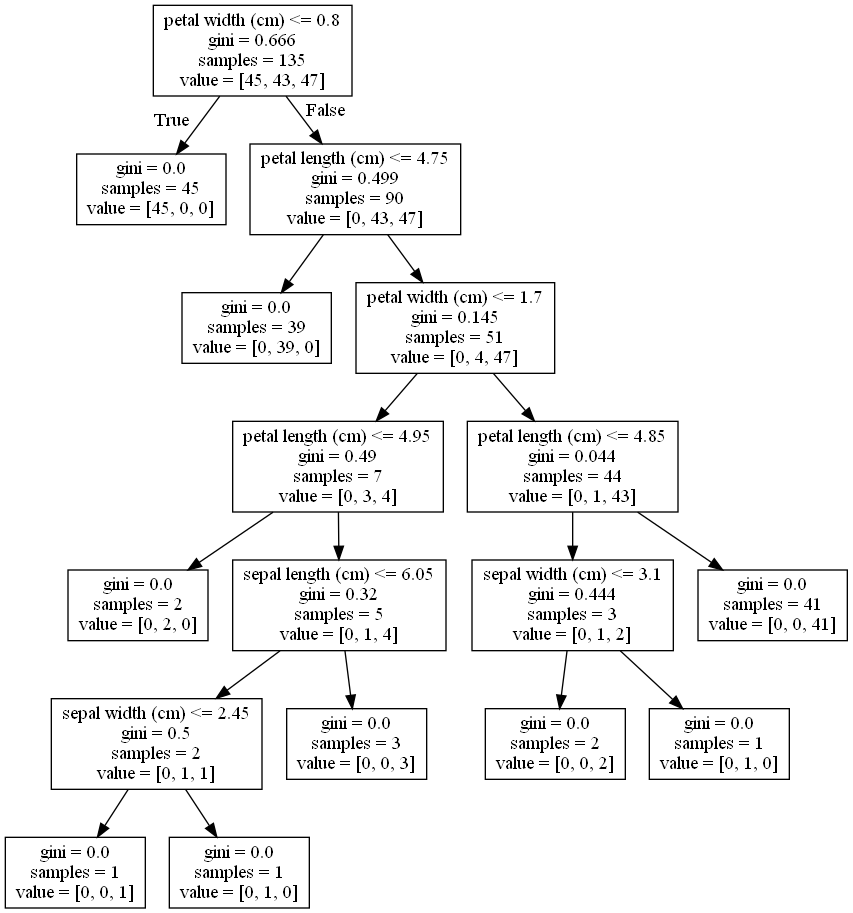 petal width (cm) <= 0.8
gini = 0.666
samples = 135
value = [45, 43, 47]
True
False
gini = 0.0
samples = 45
value = [45, 0, 0]
petal length (cm) <= 4.75
gini = 0.499
samples = 90
value = [0, 43, 47]
gini = 0.0
samples = 39
value = [0, 39, 0]
petal width (cm) <= 1.7
gini = 0.145
samples = 51
value = [0, 4, 47]
petal length (cm) <= 4.95
gini = 0.49
samples = 7
value = [0, 3, 4]
petal length (cm) <= 4.85
gini = 0.044
samples = 44
value = [0, 1, 43]
gini = 0.0
samples = 2
value = [0, 2, 0]
sepal length (cm) <= 6.05
gini = 0.32
samples = 5
value = [0, 1, 4]
sepal width (cm) <= 3.1
gini = 0.444
samples = 3
value = [0, 1, 2]
gini = 0.0
samples = 41
value = [0, 0, 41]
sepal width (cm) <= 2.45
gini = 0.5
samples = 2
value = [0, 1, 1]
gini = 0.0
samples = 3
value = [0, 0, 3]
gini = 0.0
samples = 2
value = [0, 0, 2]
gini = 0.0
samples = 1
value = [0, 1, 0]
gini = 0.0
samples = 1
value = [0, 0, 1]
gini = 0.0
samples = 1
value = [0, 1, 0]